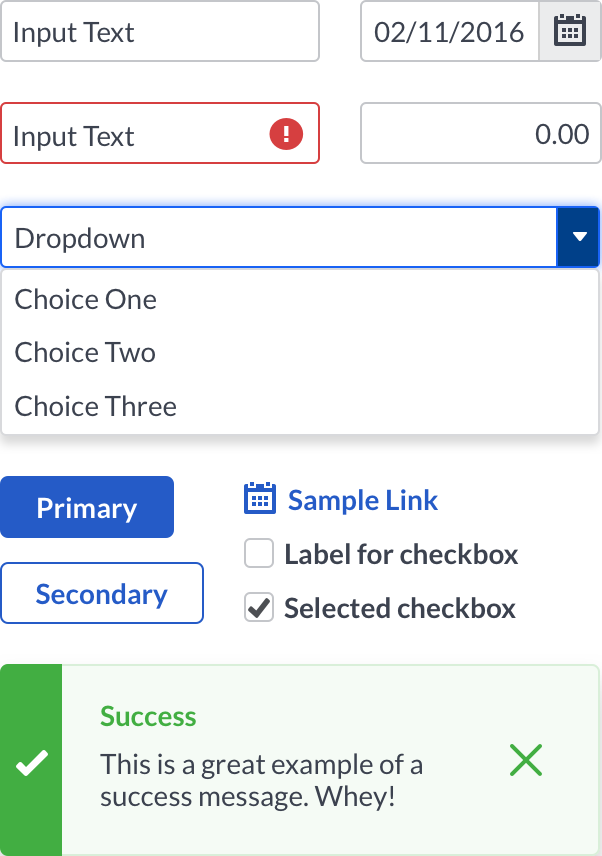 Input Text
02/11/2016
Input Text
0.00
Dropdown
Choice One
Choice Two
Choice Three
Primary
Sample Link
Label for checkbox
Secondary
Selected checkbox
Success
This is a great example of a
success message. Whey!